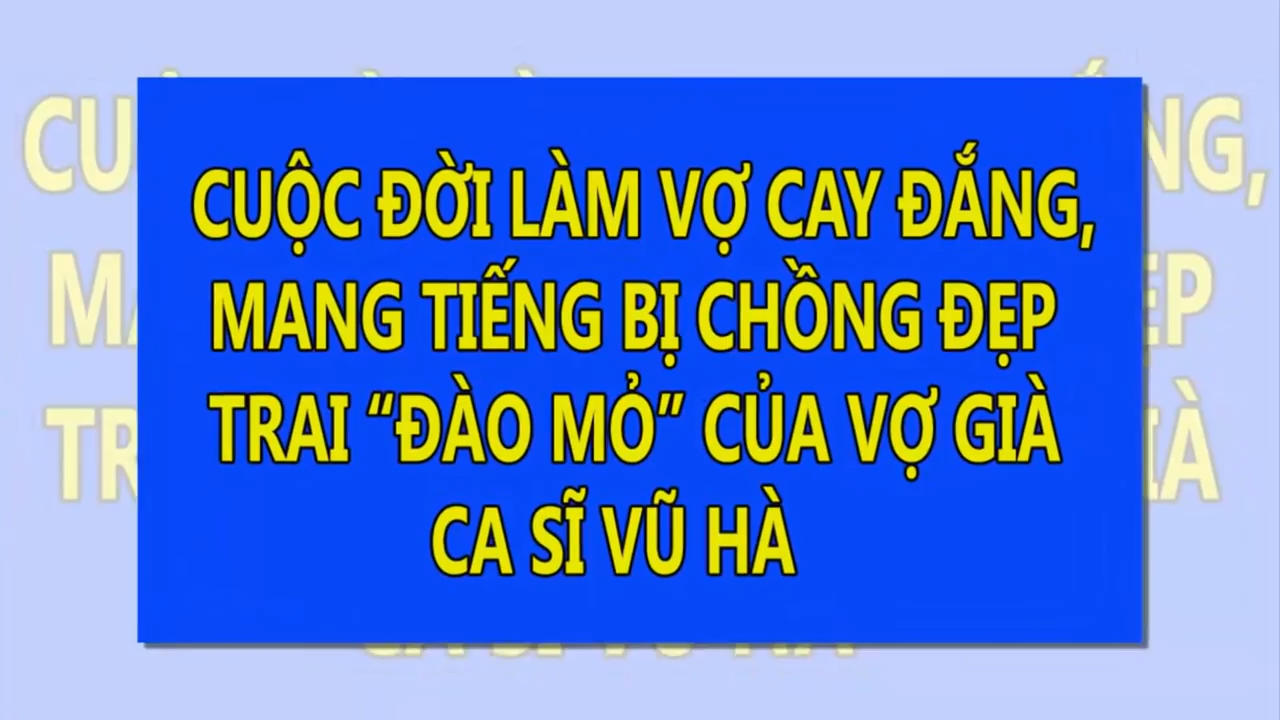 CUỘC ĐỜI LÀM VỢ CAY ĐẮNG,
MANG TIẾNG BỊ CHỒNG ĐẸP
TRAI “ĐÀO MỎ” CỦA VỢ GIÀ
CA SĨ VŨ HÀ